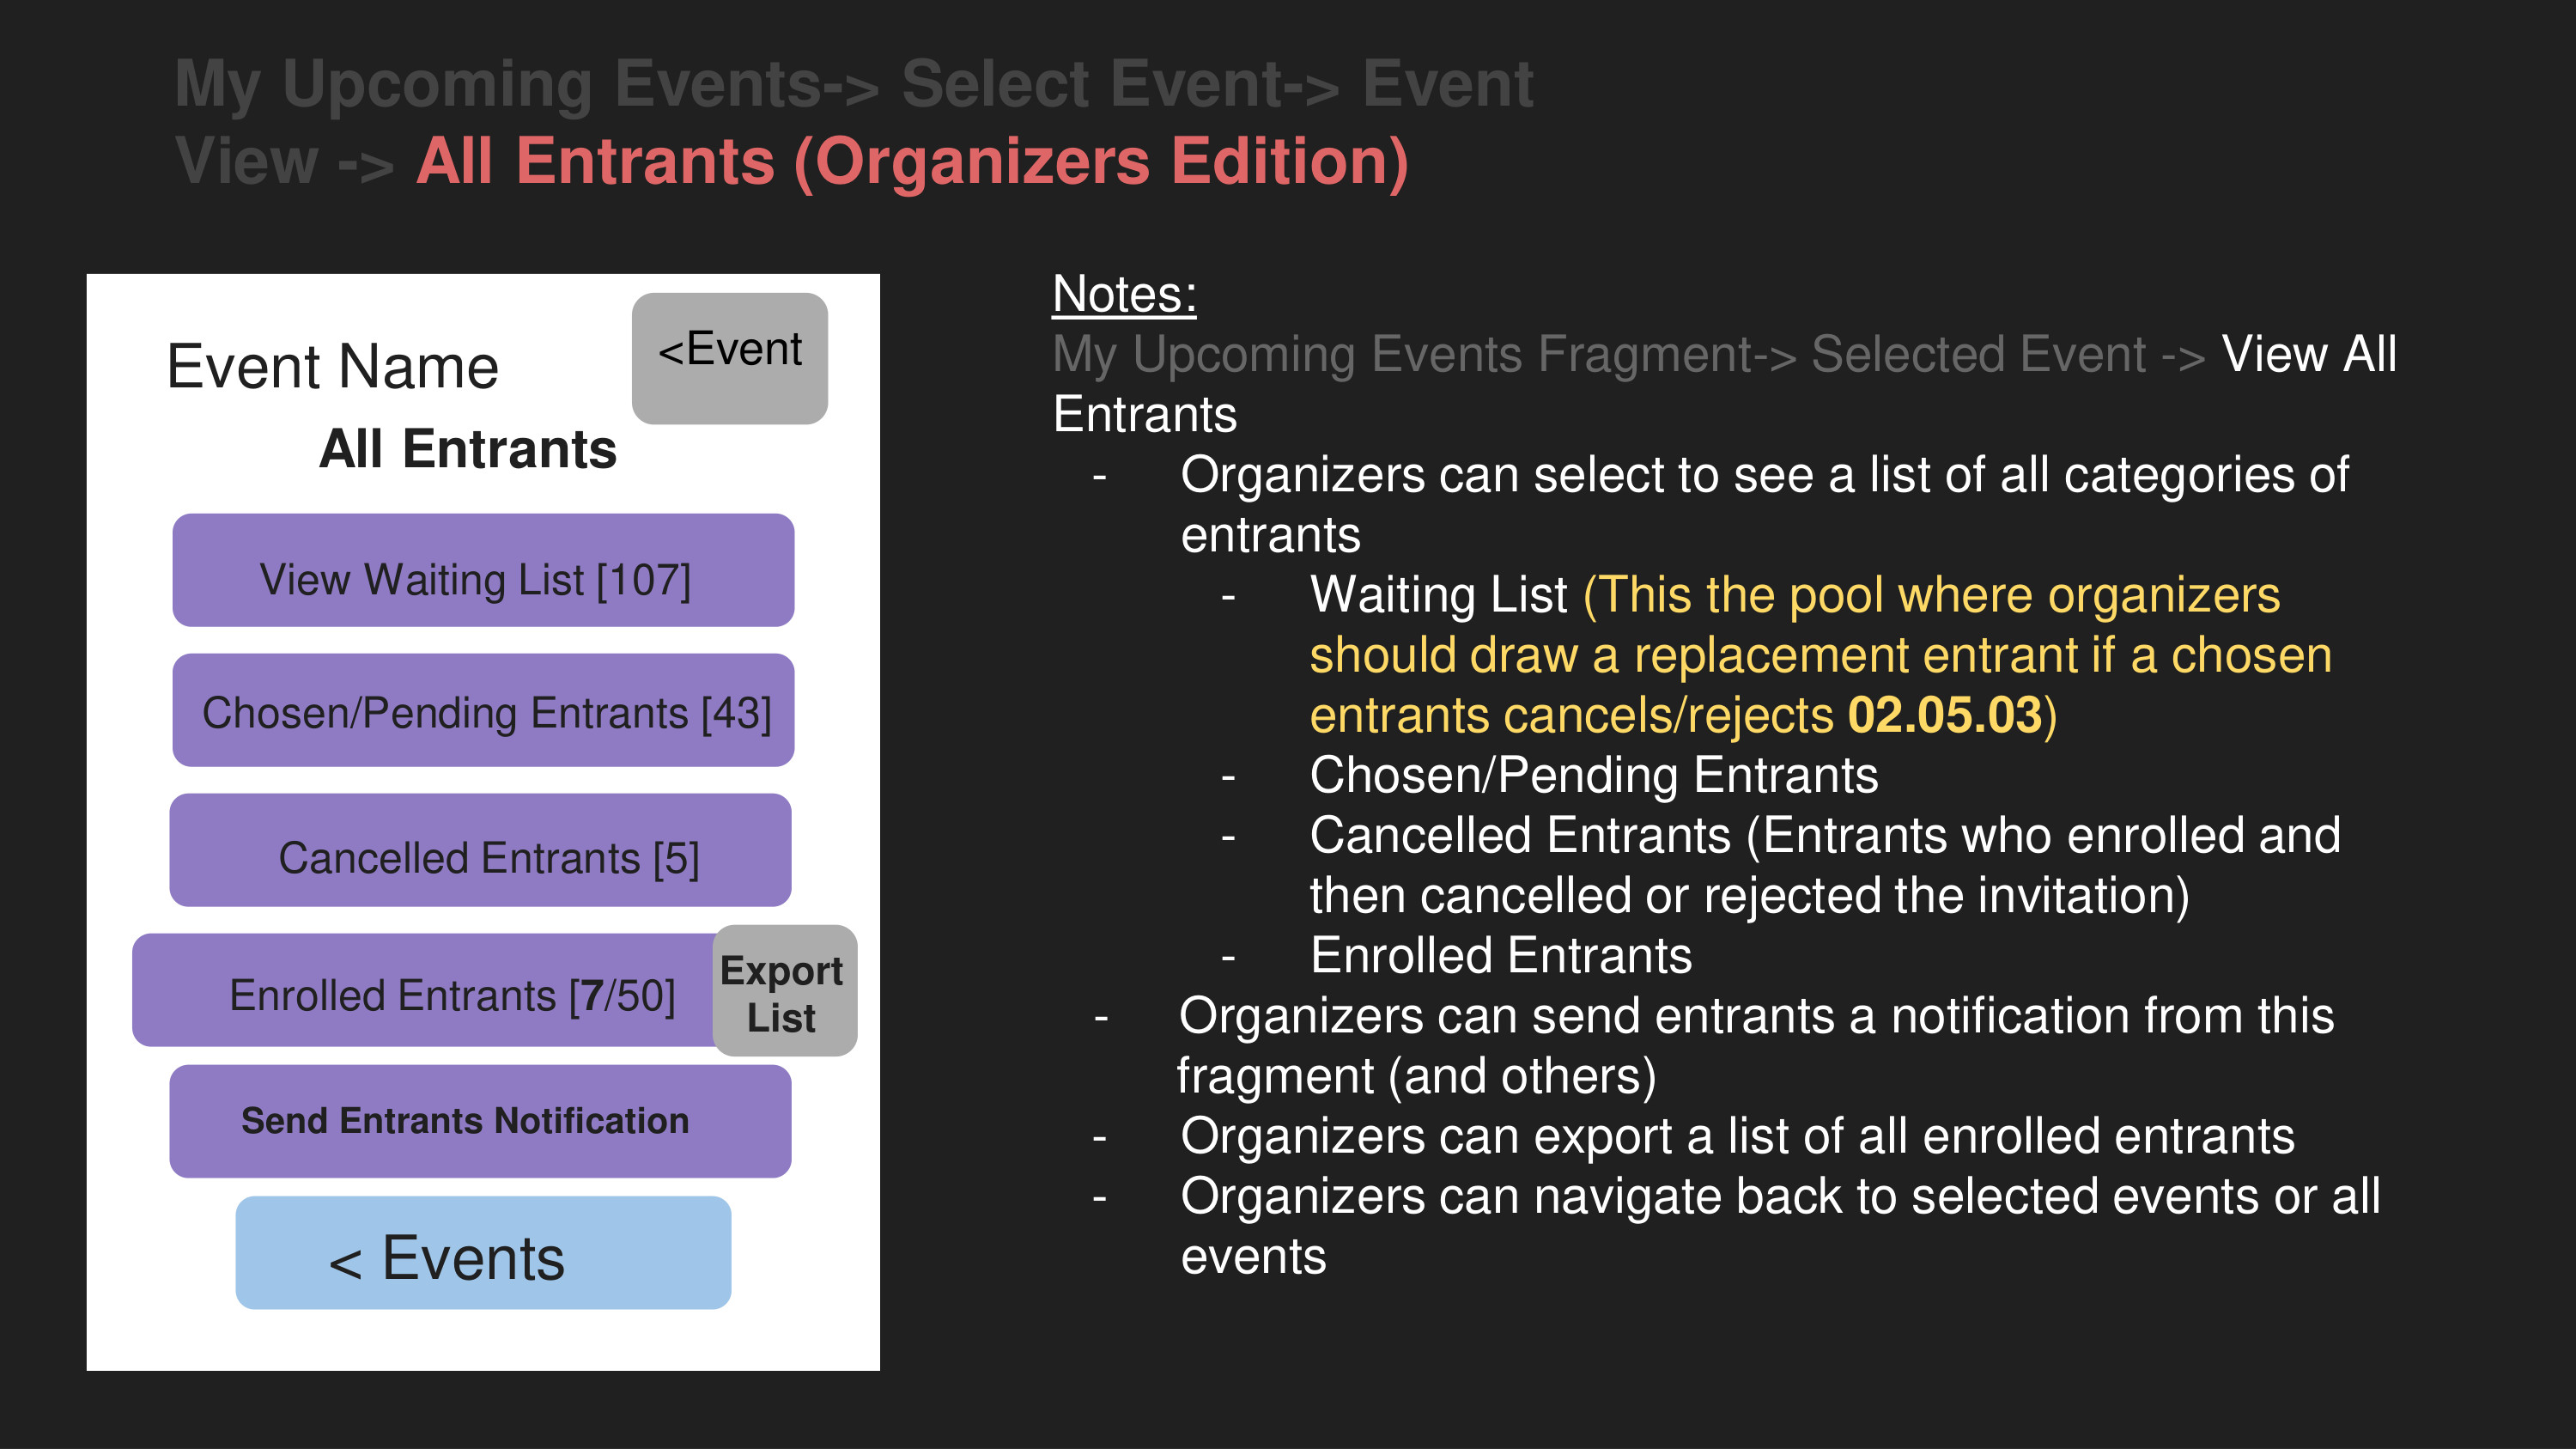 My Upcoming Events-> Select Event-> Event
View -> All Entrants (Organizers Edition)
Event Name
<Event
All Entrants
View Waiting List [107]
Chosen/Pending Entrants [43]
Cancelled Entrants [5]
Enrolled Entrants [7/50]
Export
List
Send Entrants Notification
< Events
Notes:
My Upcoming Events Fragment-> Selected Event -> View All
Entrants
- Organizers can select to see a list of all categories of
entrants
- Waiting List (This the pool where organizers
should draw a replacement entrant if a chosen
entrants cancels/rejects 02.05.03)
- Chosen/Pending Entrants
- Cancelled Entrants (Entrants who enrolled and
then cancelled or rejected the invitation)
- Enrolled Entrants
- Organizers can send entrants a notification from this
fragment (and others)
- Organizers can export a list of all enrolled entrants
- Organizers can navigate back to selected events or all
events